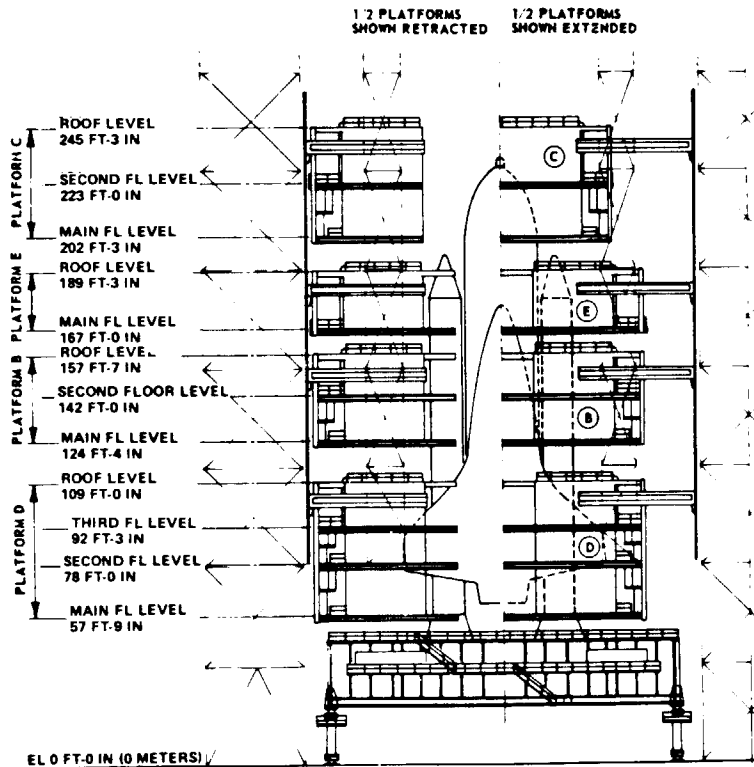 1/2 PLATFORMS
SHOWN RETRACTED
1/2 PLATFORMS
SHOWN EXTENDED
PLATFORM C
ROOF LEVEL
245 FT-3 IN
SECOND FL LEVEL
223 FT-0 IN
MAIN FL LEVEL
202 FT-3 IN
PLATFORM E
ROOF LEVEL
189 FT-3 IN
MAIN FL LEVEL
167 FT-0 IN
PLATFORM B
ROOF LEVEL
157 FT-7 IN
SECOND FLOOR LEVEL
142 FT-0 IN
MAIN FL LEVEL
124 FT-4 IN
PLATFORM D
ROOF LEVEL
109 FT-0 IN
THIRD FL LEVEL
92 FT-3 IN
SECOND FL LEVEL
78 FT-0 IN
MAIN FL LEVEL
57 FT-9 IN
EL 0 FT-0 IN (0 METERS)
C
E
B
D